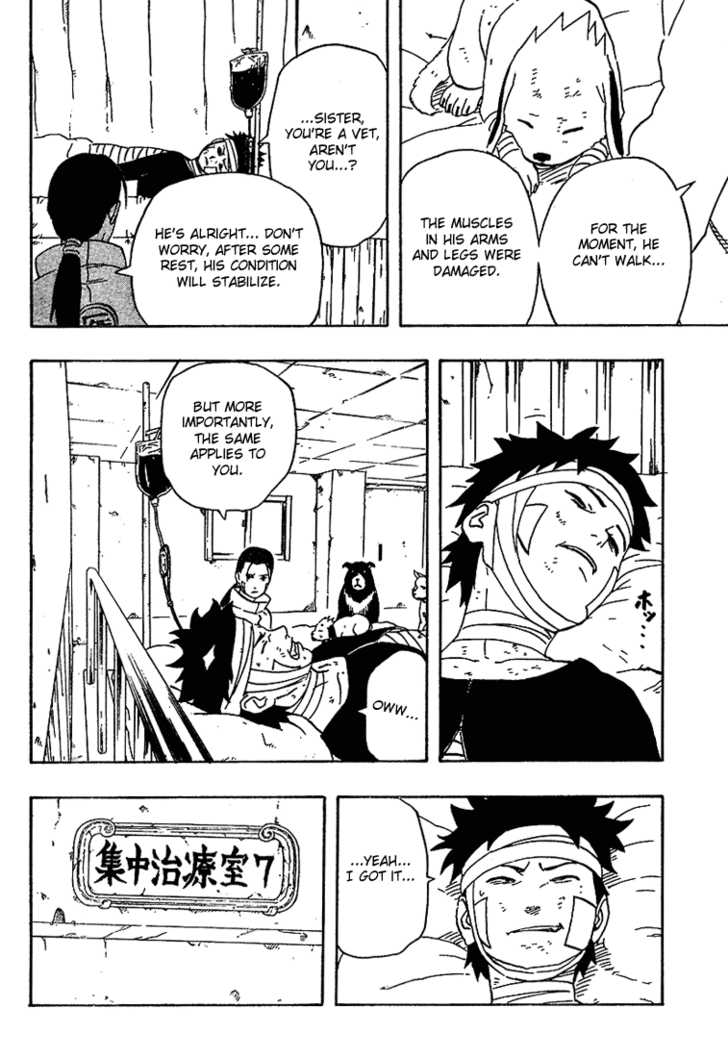 FOR THE
MOMENT, HE
CAN'T WALK...
THE MUSCLES
IN HIS ARMS
AND LEGS WERE
DAMAGED.
...SISTER,
YOU'RE A VET,
AREN'T
YOU...?
HE'S ALRIGHT... DON'T
WORRY, AFTER SOME
REST, HIS CONDITION
WILL STABILIZE.
ホッ...
BUT MORE
IMPORTANTLY,
THE SAME
APPLIES TO
YOU.
OWW...
...YEAH...
I GOT IT...
集中治療室7